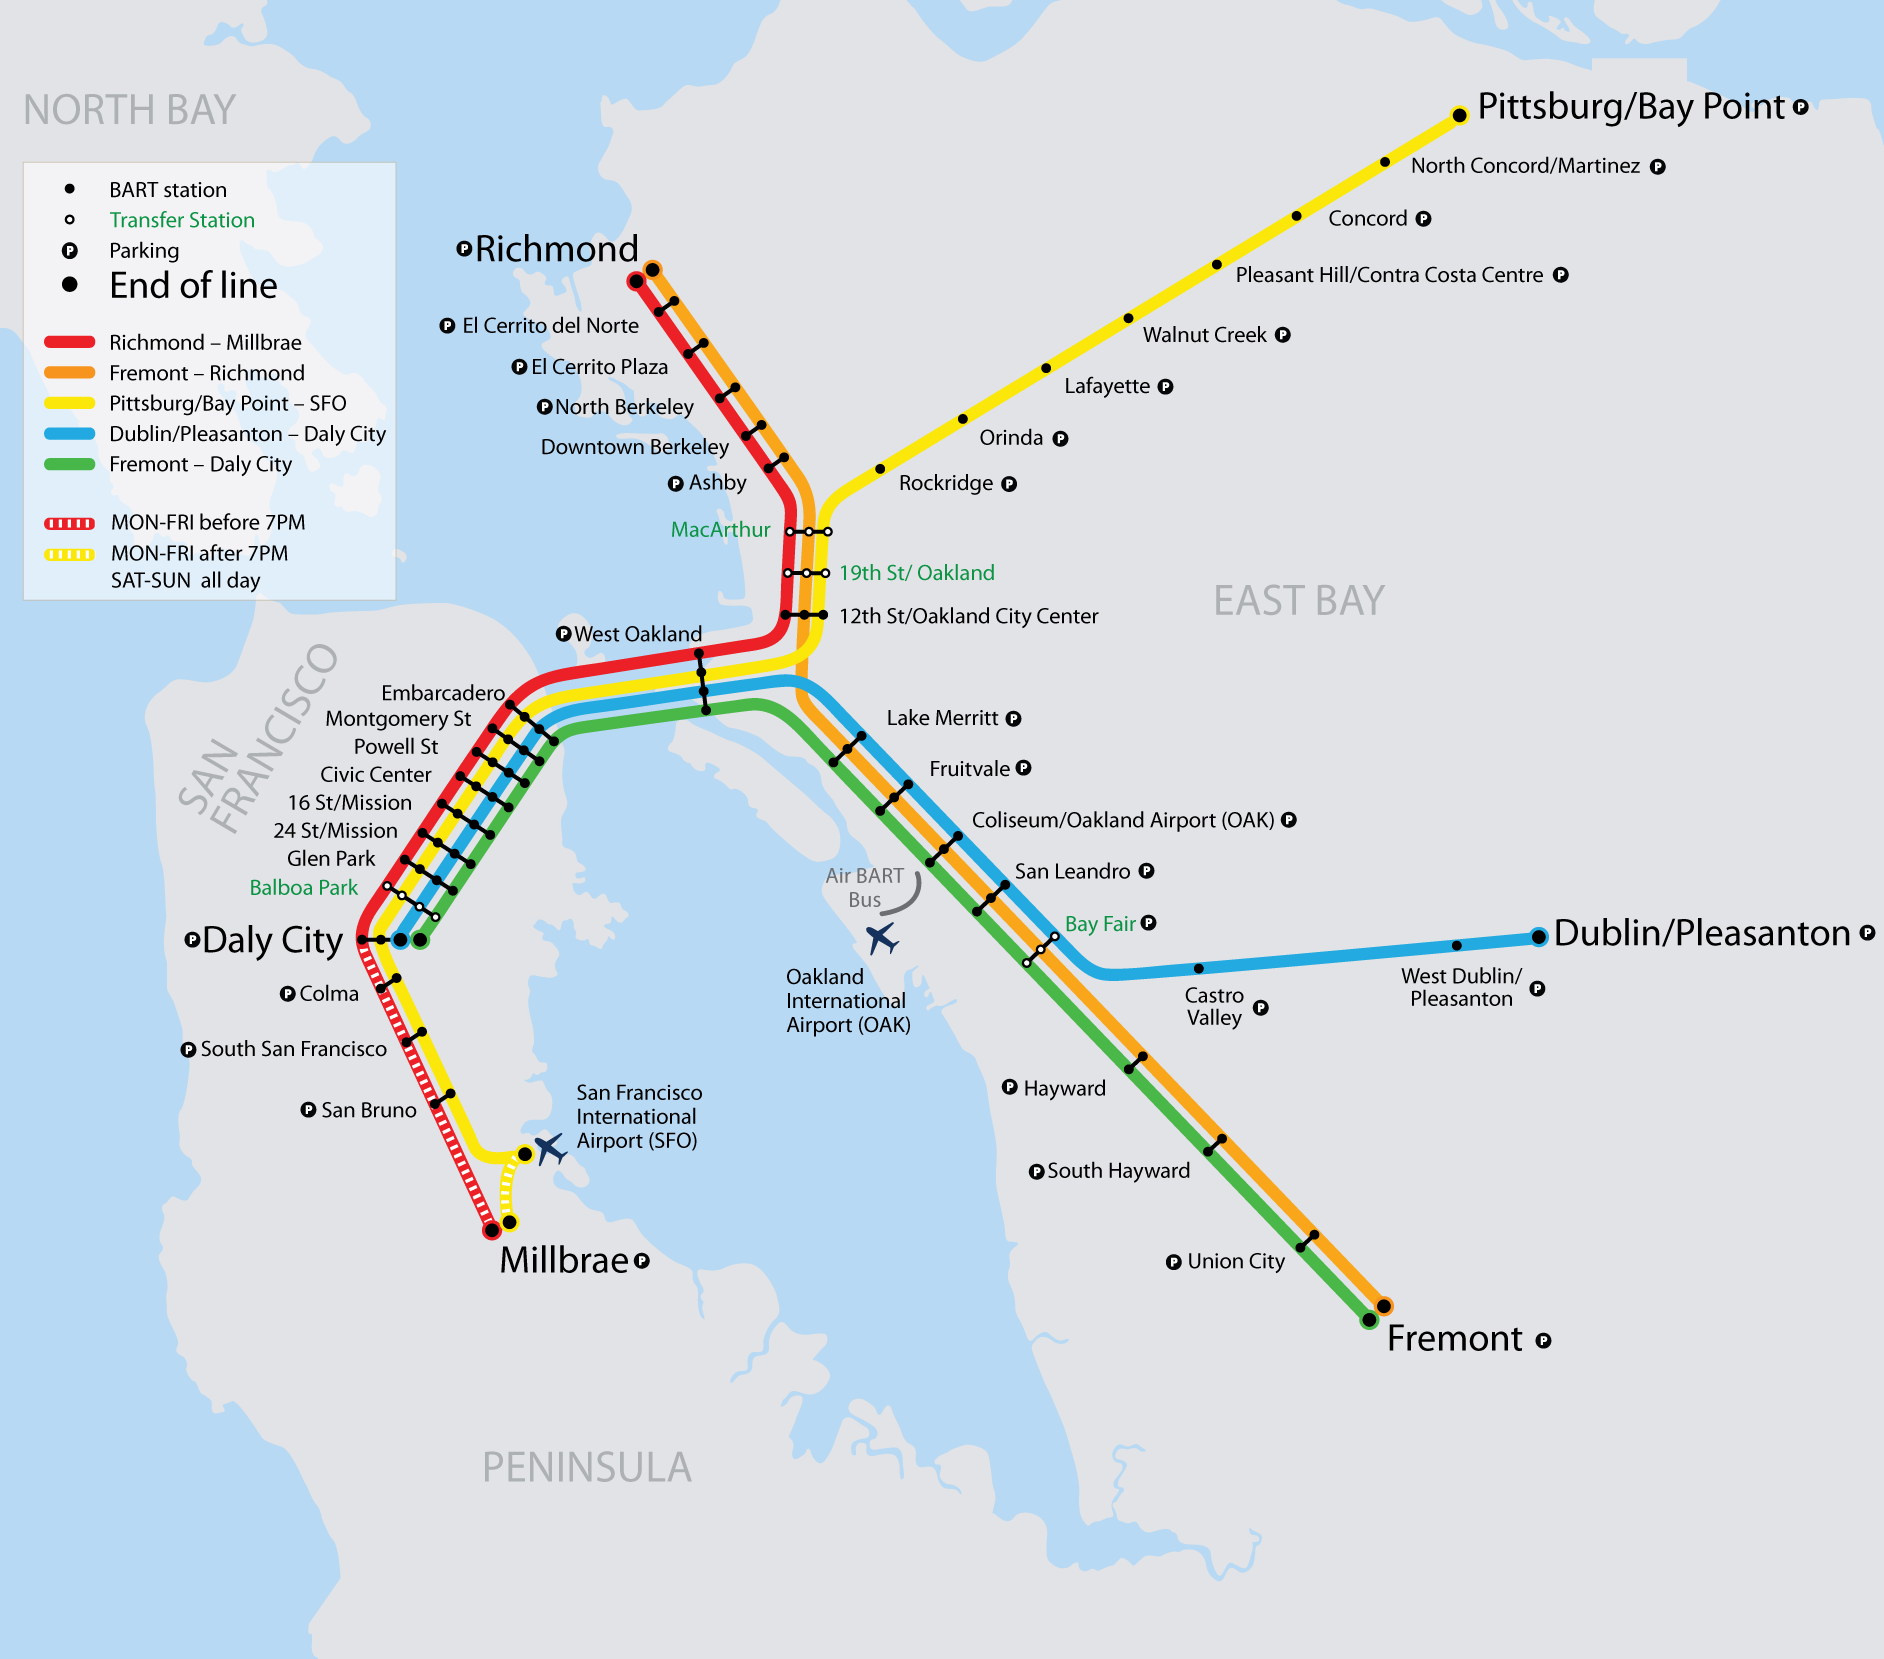 NORTH BAY
BART station
Transfer Station
P Parking
End of line
Richmond – Millbrae
Fremont – Richmond
Pittsburg/Bay Point – SFO
Dublin/Pleasanton – Daly City
Fremont – Daly City
MON-FRI before 7PM
MON-FRI after 7PM
SAT-SUN all day
Pittsburg/Bay Point P
North Concord/Martinez P
Concord P
Pleasant Hill/Contra Costa Centre P
Walnut Creek P
Lafayette P
Orinda P
Rockridge P
P Richmond
P El Cerrito del Norte
P El Cerrito Plaza
P North Berkeley
Downtown Berkeley
P Ashby
MacArthur
19th St/ Oakland
12th St/Oakland City Center
EAST BAY
P West Oakland
SAN
FRANCISCO
Embarcadero
Montgomery St
Powell St
Civic Center
16 St/Mission
24 St/Mission
Glen Park
Balboa Park
P Daly City
P Colma
P South San Francisco
P San Bruno
San Francisco
International
Airport (SFO)
Millbrae P
Lake Merritt P
Fruitvale P
Coliseum/Oakland Airport (OAK) P
San Leandro P
Air BART
Bus
Bay Fair P
Oakland
International
Airport (OAK)
Dublin/Pleasanton P
West Dublin/
Pleasanton P
Castro
Valley P
P Hayward
P South Hayward
P Union City
Fremont P
PENINSULA